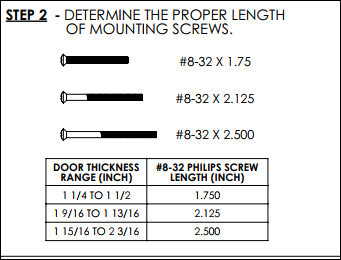 STEP 2 - DETERMINE THE PROPER LENGTH
OF MOUNTING SCREWS.
#8-32 X 1.75
#8-32 X 2.125
#8-32 X 2.500
DOOR THICKNESS RANGE (INCH) #8-32 PHILIPS SCREW LENGTH (INCH)
1 1/4 TO 1 1/2 1.750
1 9/16 TO 1 13/16 2.125
1 15/16 TO 2 3/16 2.500